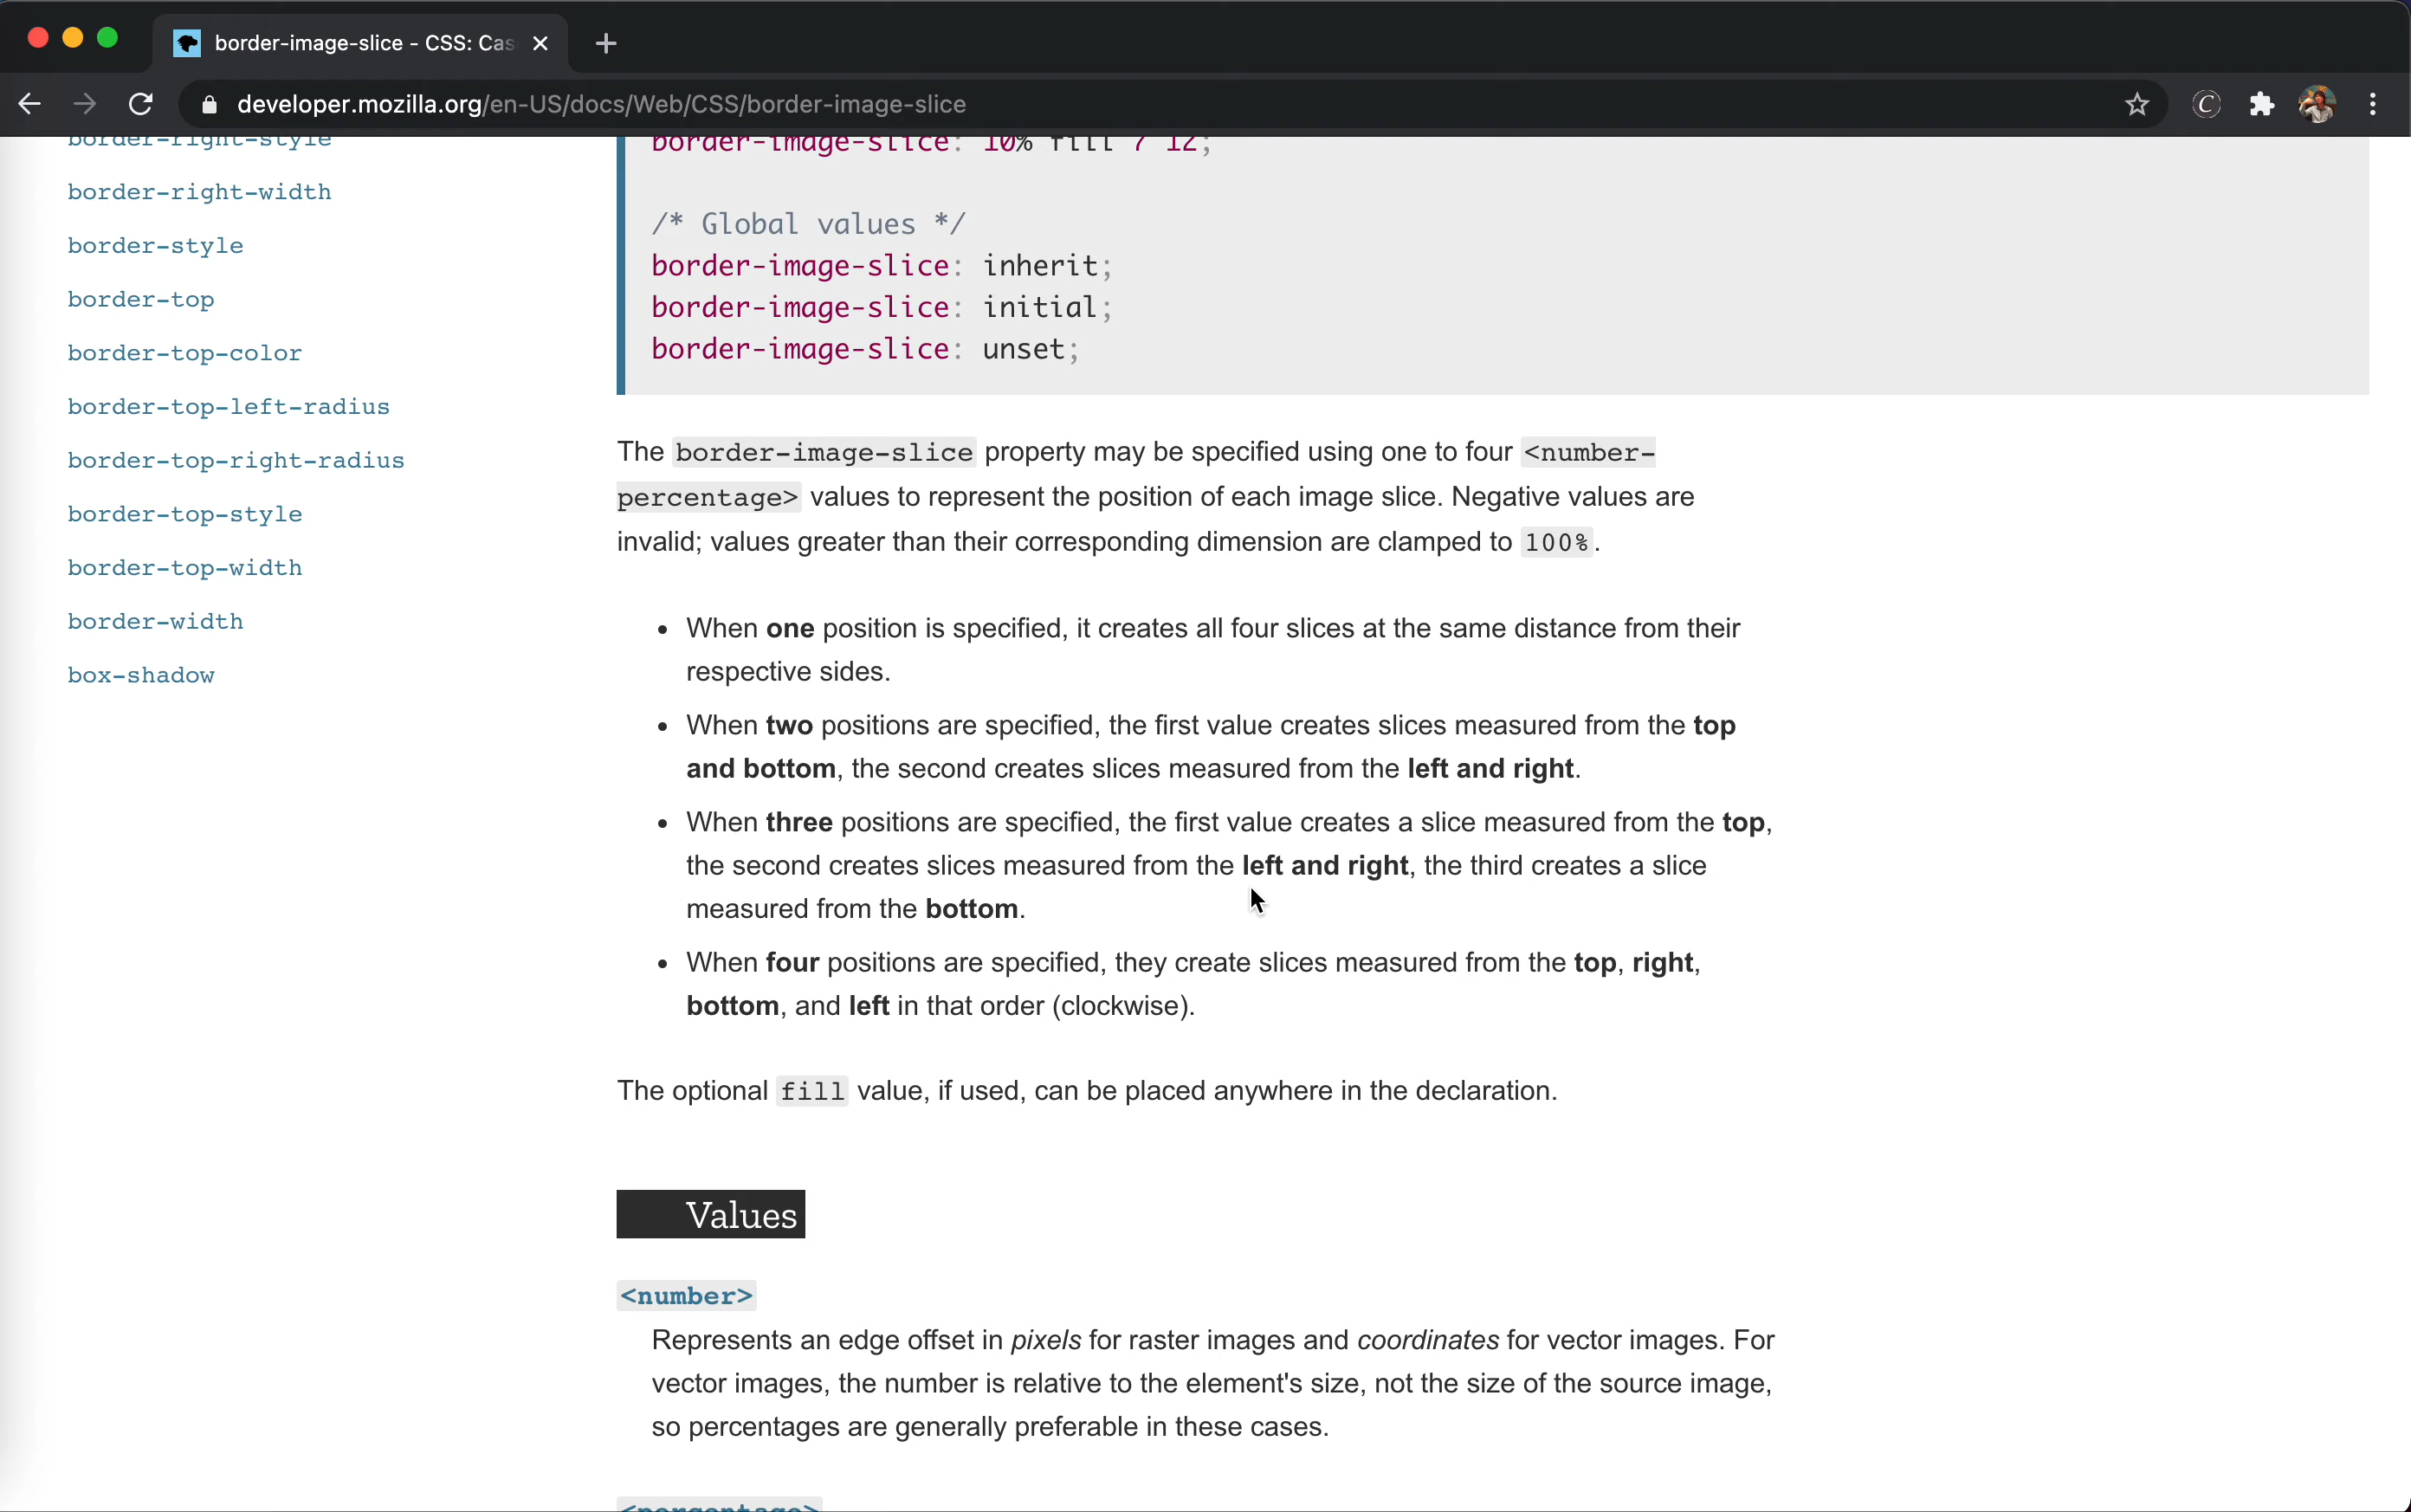 border-image-slice - CSS: Cas
developer.mozilla.org/en-US/docs/Web/CSS/border-image-slice
border-right-style
border-right-width
border-style
border-top
border-top-color
border-top-left-radius
border-top-right-radius
border-top-style
border-top-width
border-width
box-shadow
border-image-slice: 10% fill 7 12;
/* Global values */
border-image-slice: inherit;
border-image-slice: initial;
border-image-slice: unset;
The border-image-slice property may be specified using one to four <number-
percentage> values to represent the position of each image slice. Negative values are
invalid; values greater than their corresponding dimension are clamped to 100%.
• When one position is specified, it creates all four slices at the same distance from their
respective sides.
• When two positions are specified, the first value creates slices measured from the top
and bottom, the second creates slices measured from the left and right.
• When three positions are specified, the first value creates a slice measured from the top,
the second creates slices measured from the left and right, the third creates a slice
measured from the bottom.
• When four positions are specified, they create slices measured from the top, right,
bottom, and left in that order (clockwise).
The optional fill value, if used, can be placed anywhere in the declaration.
Values
<number>
Represents an edge offset in pixels for raster images and coordinates for vector images. For
vector images, the number is relative to the element's size, not the size of the source image,
so percentages are generally preferable in these cases.
<percentage>